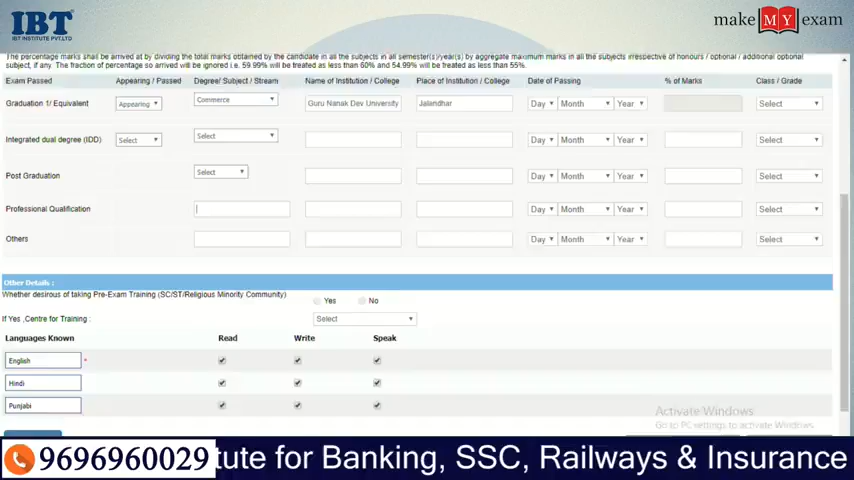 IBT
IBT INSTITUTE PVT.LTD
make MY exam
The percentage marks shall be arrived at by dividing the total marks obtained by the candidate in all the subjects in all semester(s)/year(s) by aggregate maximum marks in all the subjects irrespective of honours / optional / additional optional
subject, if any. The fraction of percentage so arrived will be ignored i.e. 59.99% will be treated as less than 60% and 54.99% will be treated as less than 55%.
Exam Passed Appearing / Passed Degree/ Subject / Stream Name of Institution / College Place of Institution / College Date of Passing % of Marks Class / Grade
Graduation 1/ Equivalent Appearing Commerce Guru Nanak Dev University Jalandhar Day Month Year Select
Integrated dual degree (IDD) Select Select Day Month Year Select
Post Graduation Select Day Month Year Select
Professional Qualification Day Month Year Select
Others Day Month Year Select
Other Details :
Whether desirous of taking Pre-Exam Training (SC/ST/Religious Minority Community) Yes No
If Yes ,Centre for Training : Select
Languages Known Read Write Speak
English *
Hindi
Punjabi
Activate Windows
Go to PC settings to activate Windows.
9696960029 tute for Banking, SSC, Railways & Insurance